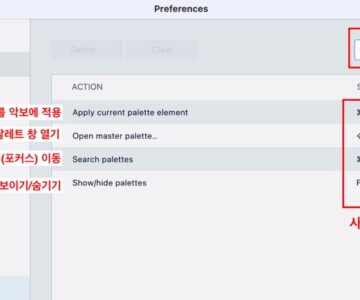 Preferences
Define...
Clear
ACTION
S
를 악보에 적용
Apply current palette element
⌘
팔레트 창 열기
Open master palette...
(포커스) 이동
Search palettes
⌘
보이기/숨기기
Show/hide palettes
F